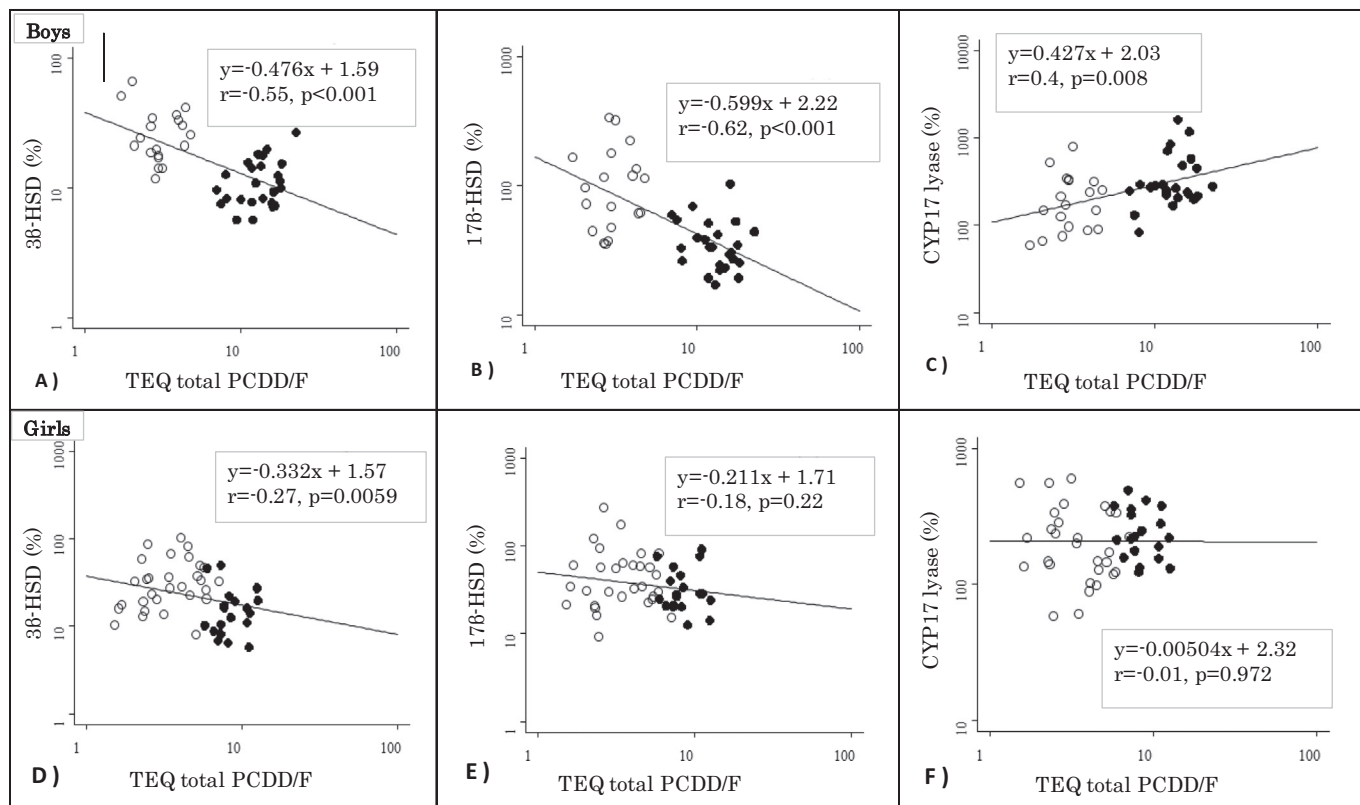 Boys
y=-0.476x + 1.59
r=-0.55, p<0.001
3ß-HSD (%)
100
10
1
1 10 100
A )
TEQ total PCDD/F
y=-0.599x + 2.22
r=-0.62, p<0.001
17ß-HSD (%)
1000
100
10
1 10 100
B )
TEQ total PCDD/F
y=0.427x + 2.03
r=0.4, p=0.008
CYP17 lyase (%)
10000
1000
100
10
1 10 100
C )
TEQ total PCDD/F
Girls
y=-0.332x + 1.57
r=-0.27, p=0.0059
3ß-HSD (%)
1000
100
10
1
1 10 100
D )
TEQ total PCDD/F
y=-0.211x + 1.71
r=-0.18, p=0.22
17ß-HSD (%)
1000
100
10
1
1 10 100
E )
TEQ total PCDD/F
CYP17 lyase (%)
1000
100
10
y=-0.00504x + 2.32
r=-0.01, p=0.972
1 10 100
F )
TEQ total PCDD/F